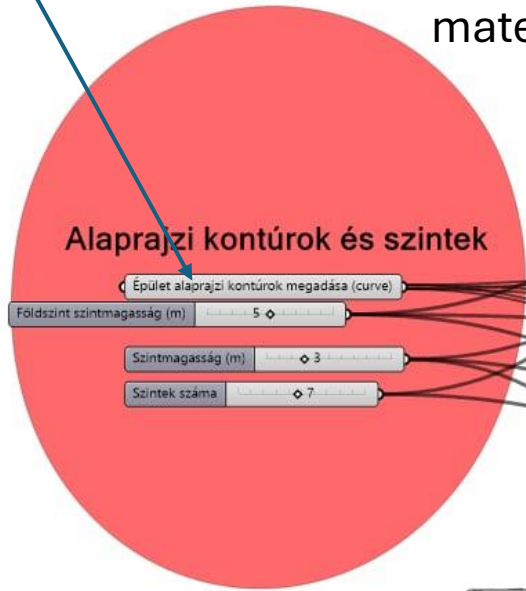 mate
Alaprajzi kontúrok és szintek
Épület alaprajzi kontúrok megadása (curve)
Földszint szintmagasság (m) 5
Szintmagasság (m) 3
Szintek száma 7